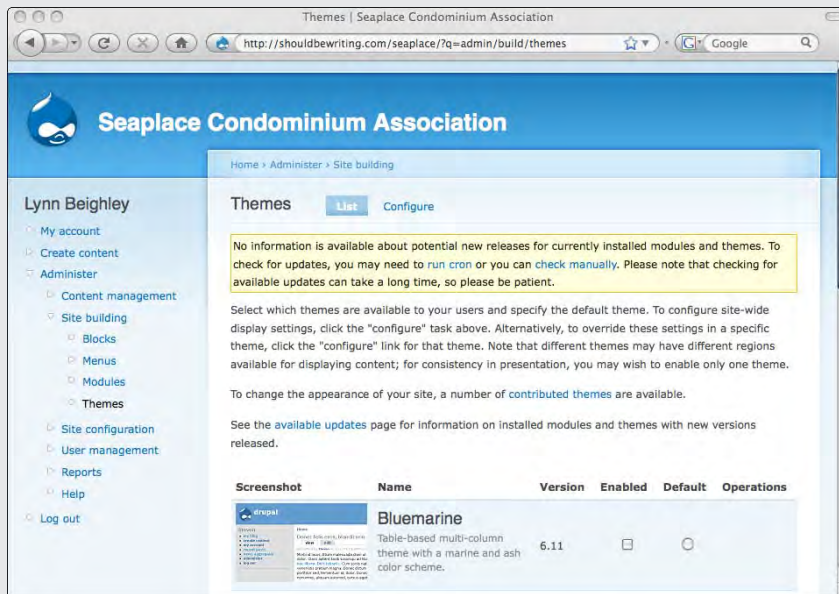 Themes | Seaplace Condominium Association
http://shouldbewriting.com/seaplace/?q=admin/build/themes
G Google
Seaplace Condominium Association
Home › Administer › Site building
Lynn Beighley
My account
Create content
Administer
Content management
Site building
Blocks
Menus
Modules
Themes
Site configuration
User management
Reports
Help
Log out
Themes List Configure
No information is available about potential new releases for currently installed modules and themes. To
check for updates, you may need to run cron or you can check manually. Please note that checking for
available updates can take a long time, so please be patient.
Select which themes are available to your users and specify the default theme. To configure site-wide
display settings, click the "configure" task above. Alternatively, to override these settings in a specific
theme, click the "configure" link for that theme. Note that different themes may have different regions
available for displaying content; for consistency in presentation, you may wish to enable only one theme.
To change the appearance of your site, a number of contributed themes are available.
See the available updates page for information on installed modules and themes with new versions
released.
Screenshot Name Version Enabled Default Operations
drupal
Bluemarine
Table-based multi-column
theme with a marine and ash
color scheme.
6.11